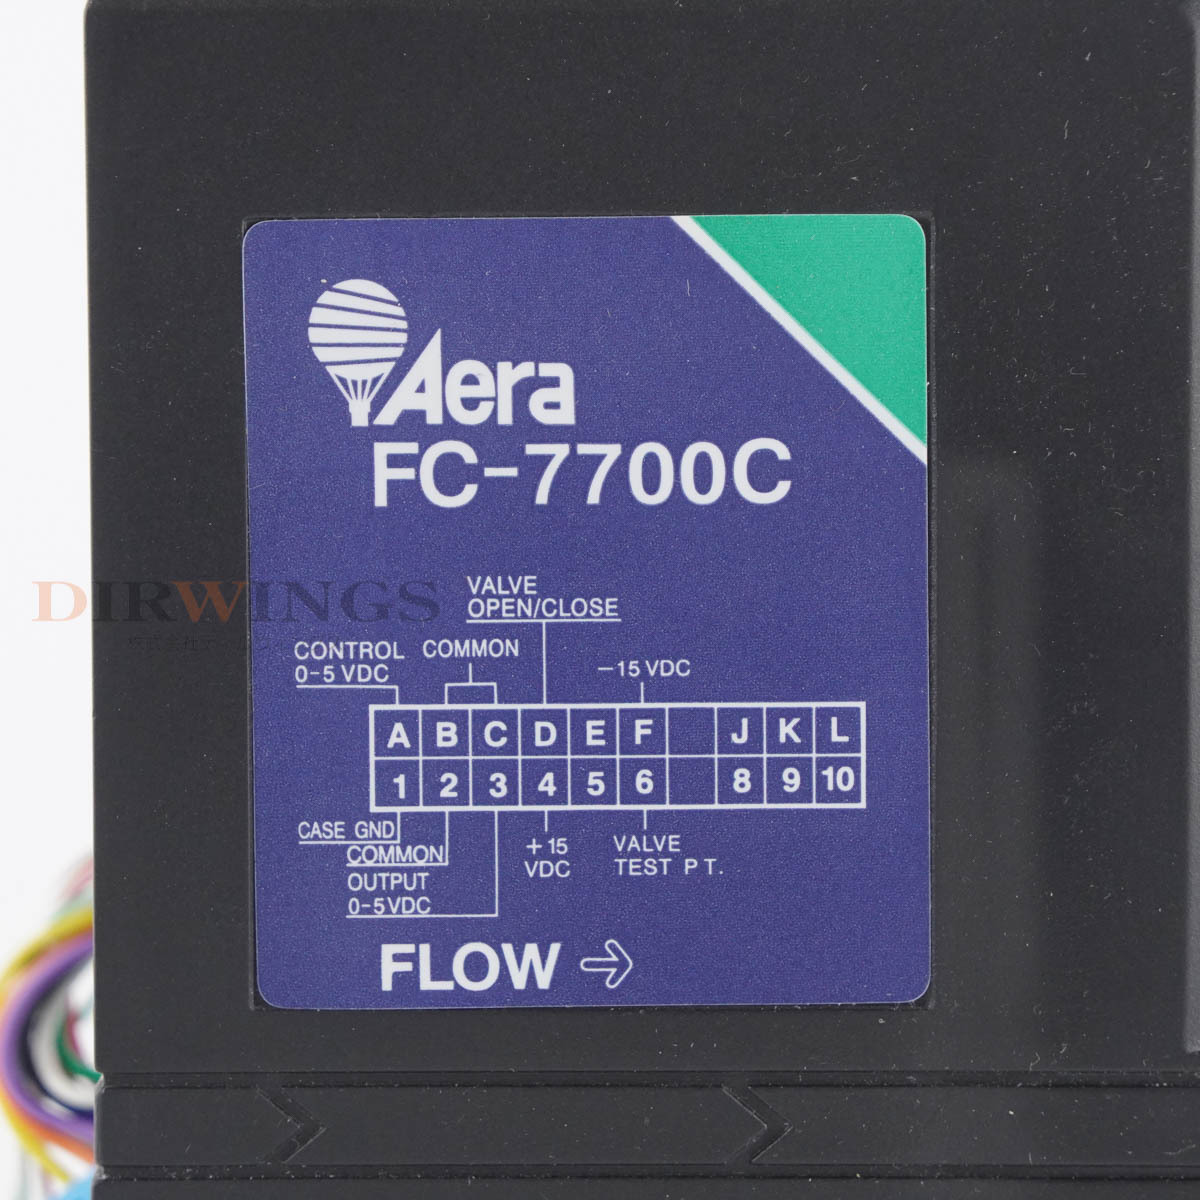 Aera
FC-7700C
DIRWINGS
VALVE
OPEN/CLOSE
CONTROL
0-5 VDC
COMMON
-15 VDC
A B C D E F J K L
1 2 3 4 5 6 8 9 10
CASE GND
COMMON
OUTPUT
0-5VDC
+15
VDC
VALVE
TEST PT.
FLOW →